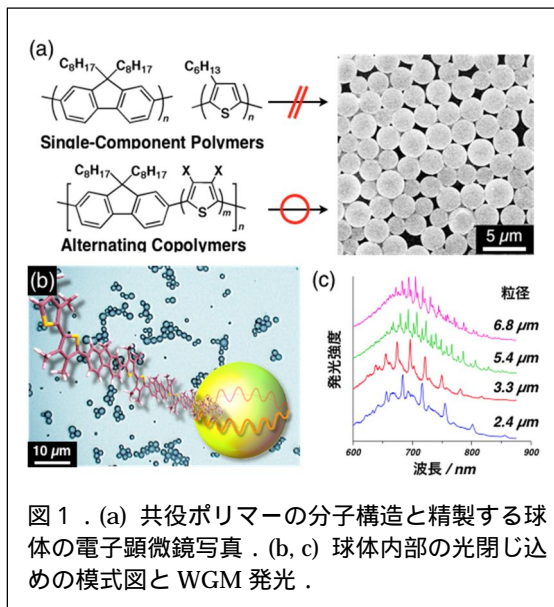 (a)
C8H17 C8H17 C6H13
n S n
Single-Component Polymers
C8H17 C8H17 X X
S m n
Alternating Copolymers
5 μm
(b)
10 μm
(c)
粒径
6.8 μm
5.4 μm
3.3 μm
2.4 μm
発光強度
600 700 800 900
波長 / nm
図1.(a) 共役ポリマーの分子構造と精製する球
体の電子顕微鏡写真.(b, c) 球体内部の光閉じ込
めの模式図と WGM 発光.